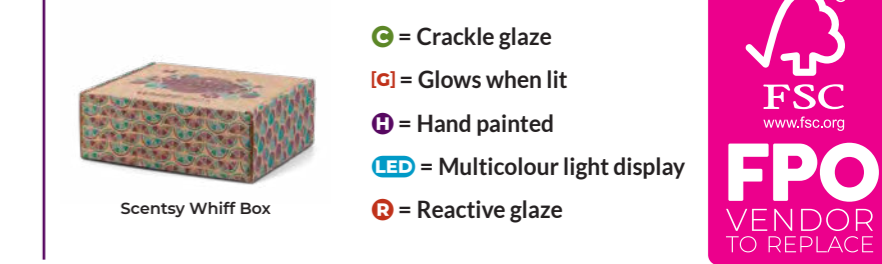 Scentsy Whiff Box
C = Crackle glaze
[G] = Glows when lit
H = Hand painted
LED = Multicolour light display
R = Reactive glaze
FSC
www.fsc.org
FPO
VENDOR
TO REPLACE